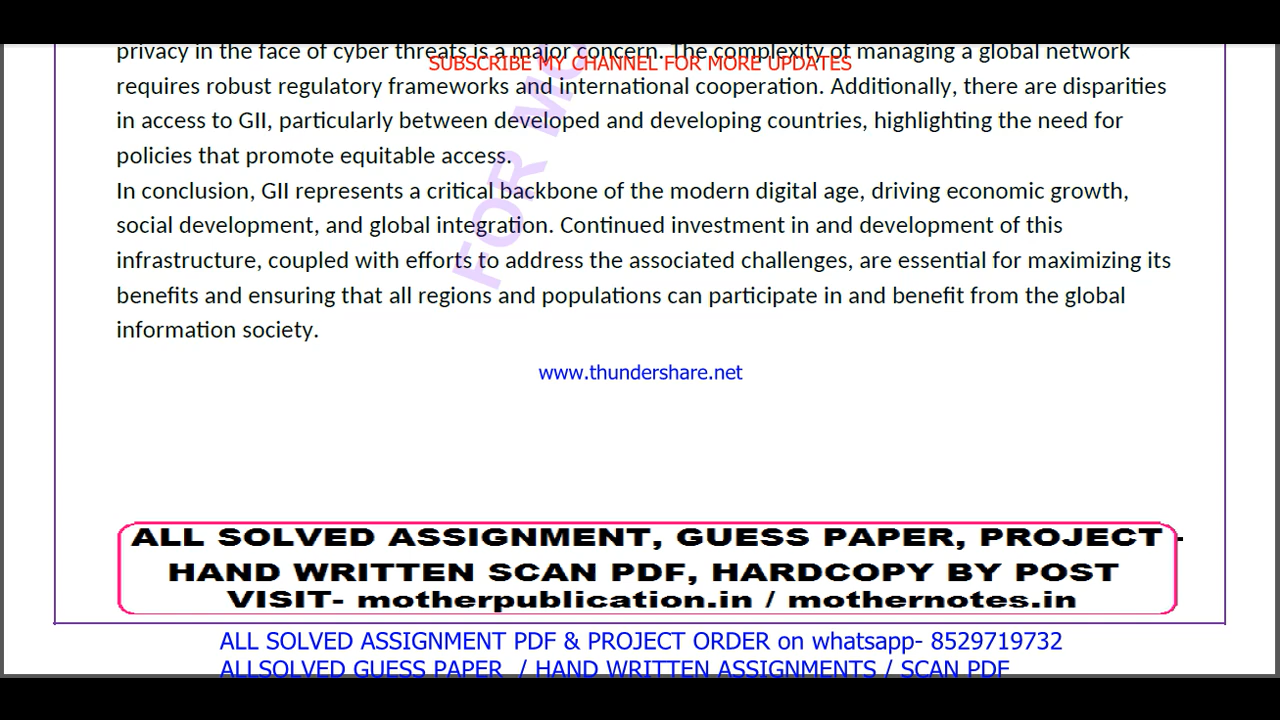 privacy in the face of cyber threats is a major concern. The complexity of managing a global network
SUBSCRIBE MY CHANNEL FOR MORE UPDATES
requires robust regulatory frameworks and international cooperation. Additionally, there are disparities
in access to GII, particularly between developed and developing countries, highlighting the need for
policies that promote equitable access.
In conclusion, GII represents a critical backbone of the modern digital age, driving economic growth,
social development, and global integration. Continued investment in and development of this
infrastructure, coupled with efforts to address the associated challenges, are essential for maximizing its
benefits and ensuring that all regions and populations can participate in and benefit from the global
information society.
FOR
www.thundershare.net
ALL SOLVED ASSIGNMENT, GUESS PAPER, PROJECT -
HAND WRITTEN SCAN PDF, HARDCOPY BY POST
VISIT- motherpublication.in / mothernotes.in
ALL SOLVED ASSIGNMENT PDF & PROJECT ORDER on whatsapp- 8529719732
ALLSOLVED GUESS PAPER / HAND WRITTEN ASSIGNMENTS / SCAN PDF